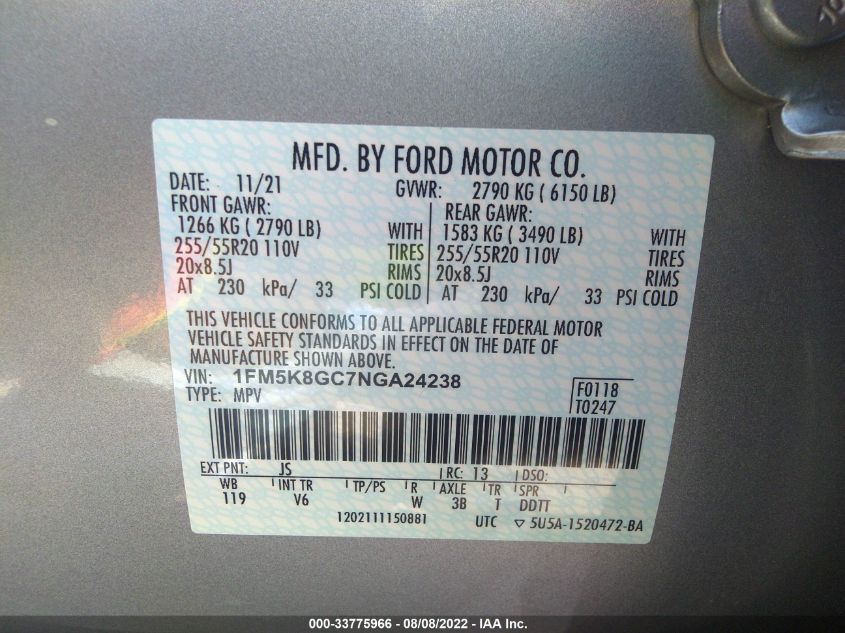 MFD. BY FORD MOTOR CO.
DATE: 11/21 GVWR: 2790 KG ( 6150 LB)
FRONT GAWR: REAR GAWR:
1266 KG ( 2790 LB) WITH 1583 KG ( 3490 LB) WITH
255/55R20 110V TIRES 255/55R20 110V TIRES
20x8.5J RIMS 20x8.5J RIMS
AT 230 kPa/ 33 PSI COLD AT 230 kPa/ 33 PSI COLD
THIS VEHICLE CONFORMS TO ALL APPLICABLE FEDERAL MOTOR
VEHICLE SAFETY STANDARDS IN EFFECT ON THE DATE OF
MANUFACTURE SHOWN ABOVE.
VIN: 1FM5K8GC7NGA24238 F0118
TYPE: MPV T0247
EXT PNT: JS RC: 13 DSO:
WB INT TR TP/PS R AXLE TR SPR
119 V6 W 3B T DDTT
1202111150881 UTC ▽ 5U5A-1520472-BA
000-33775966 - 08/08/2022 - IAA Inc.